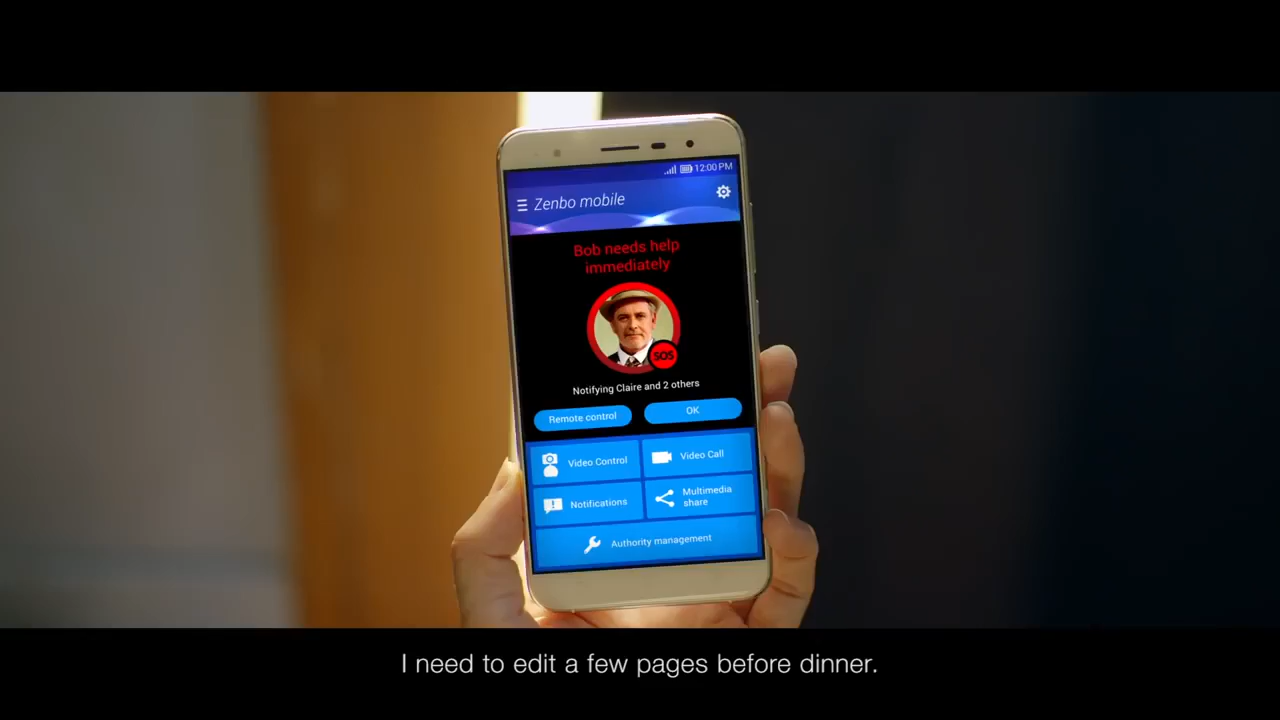 12:00 PM
Zenbo mobile
Bob needs help
immediately
SOS
Notifying Claire and 2 others
Remote control
OK
Video Control
Video Call
Notifications
Multimedia
share
Authority management
I need to edit a few pages before dinner.